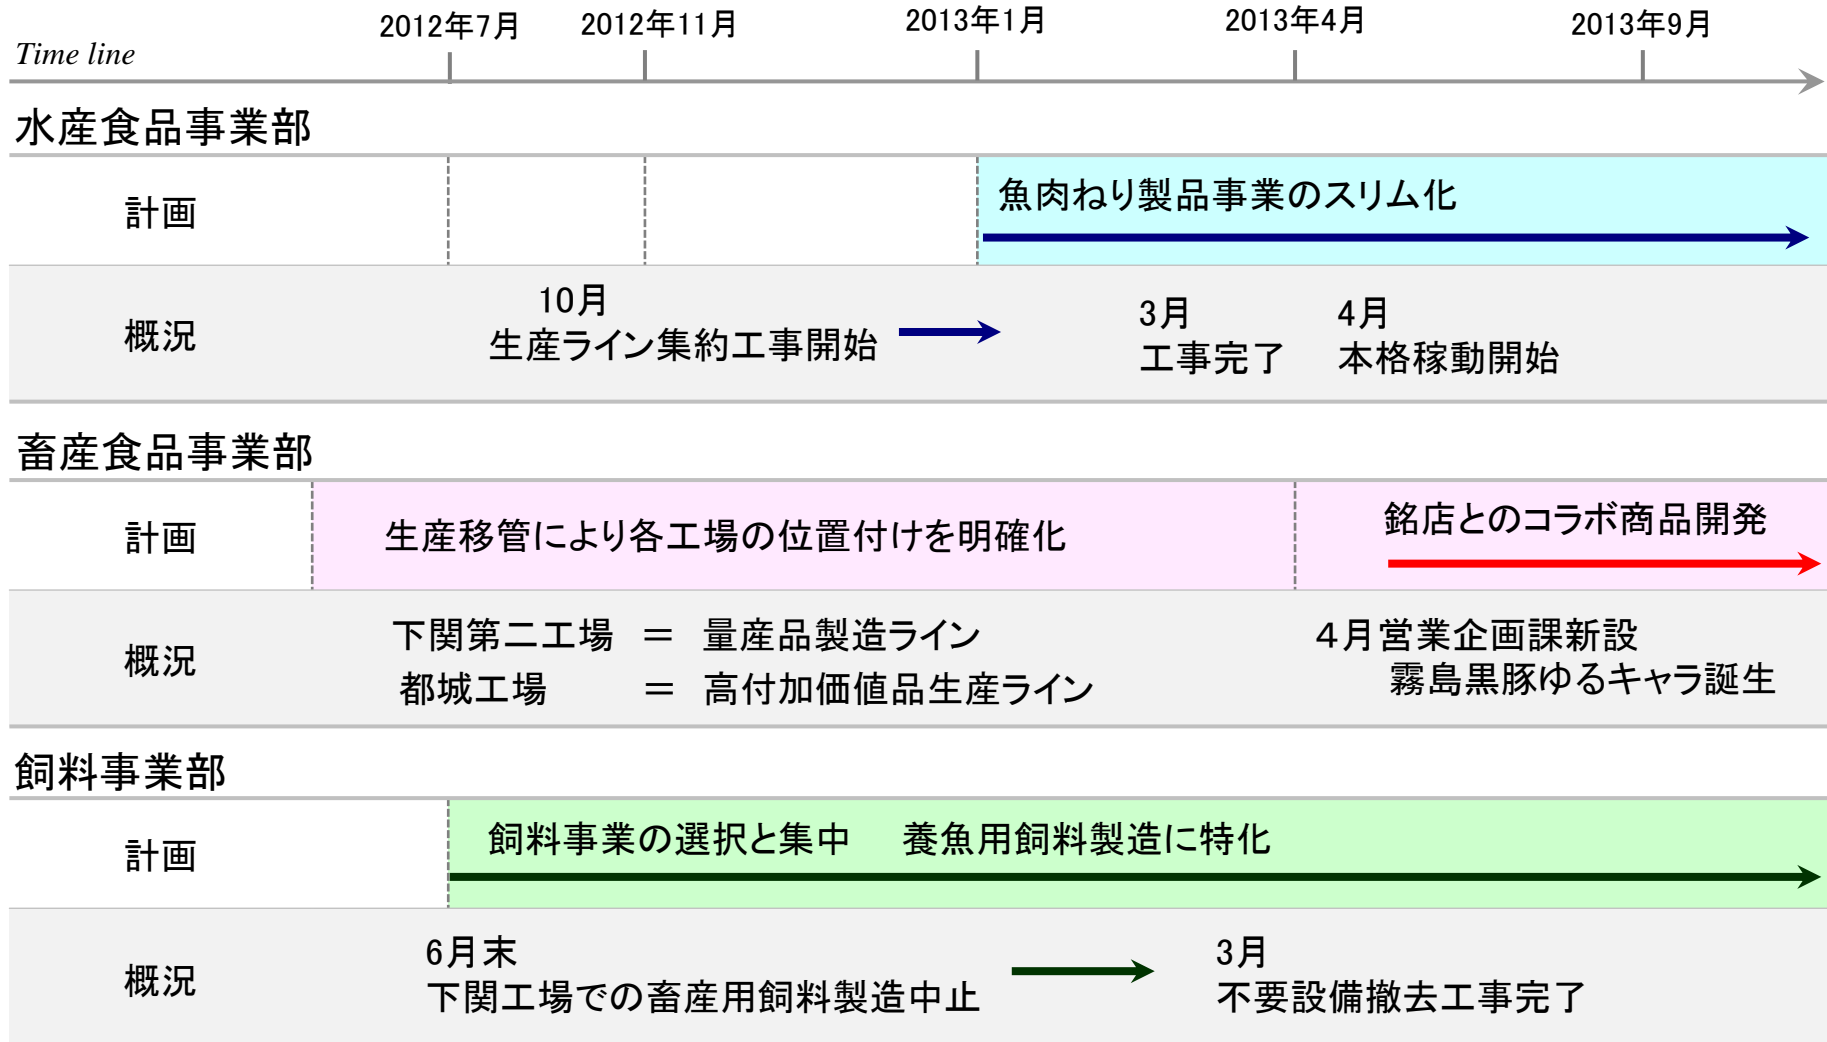 2012年7月
2012年11月
2013年1月
2013年4月
2013年9月
Time line
水産食品事業部
計画
魚肉ねり製品事業のスリム化
概況
10月
生産ライン集約工事開始
3月
工事完了
4月
本格稼動開始
畜産食品事業部
計画
生産移管により各工場の位置付けを明確化
銘店とのコラボ商品開発
概況
下関第二工場 ＝ 量産品製造ライン
都城工場 ＝ 高付加価値品生産ライン
４月営業企画課新設
霧島黒豚ゆるキャラ誕生
飼料事業部
計画
飼料事業の選択と集中 養魚用飼料製造に特化
概況
6月末
下関工場での畜産用飼料製造中止
3月
不要設備撤去工事完了